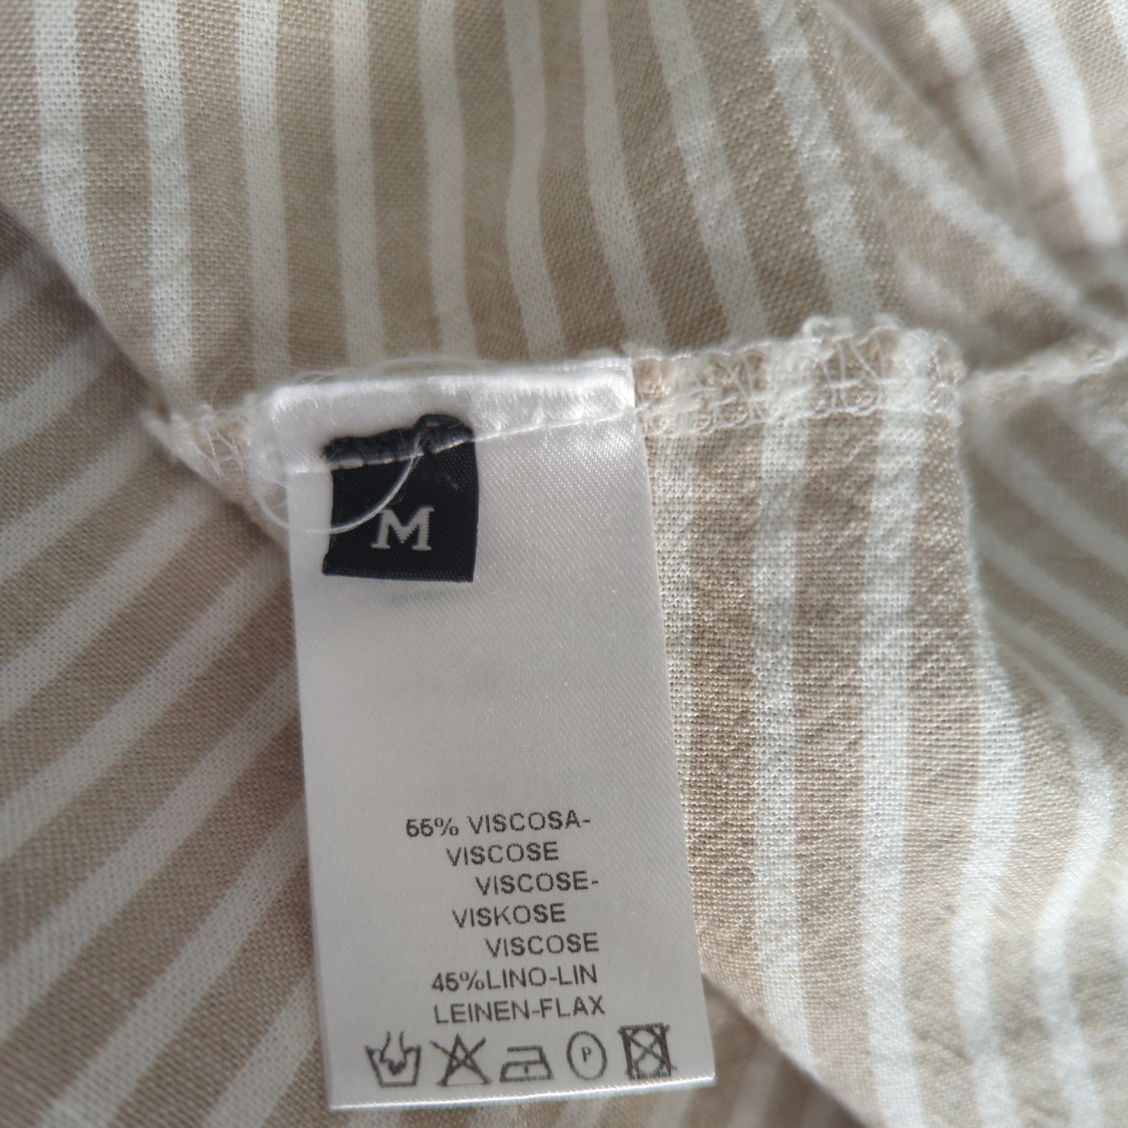 M
55% VISCOSA-
VISCOSE
VISCOSE-
VISKOSE
VISCOSE
45%LINO-LIN
LEINEN-FLAX
P